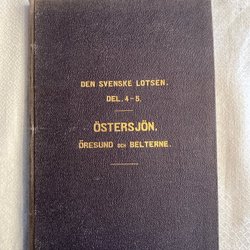 DEN SVENSKE LOTSEN.
DEL. 4-5.
ÖSTERSJÖN.
ÖRESUND OCH BELTERNE.